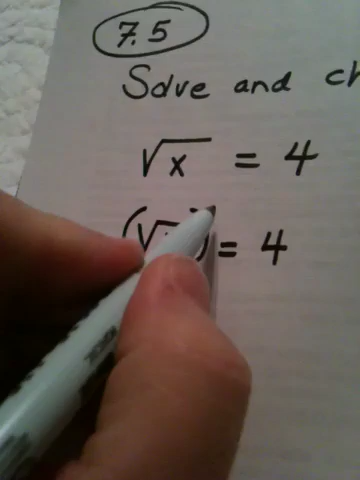 7.5
Solve and ch
√x = 4
(√ ) = 4